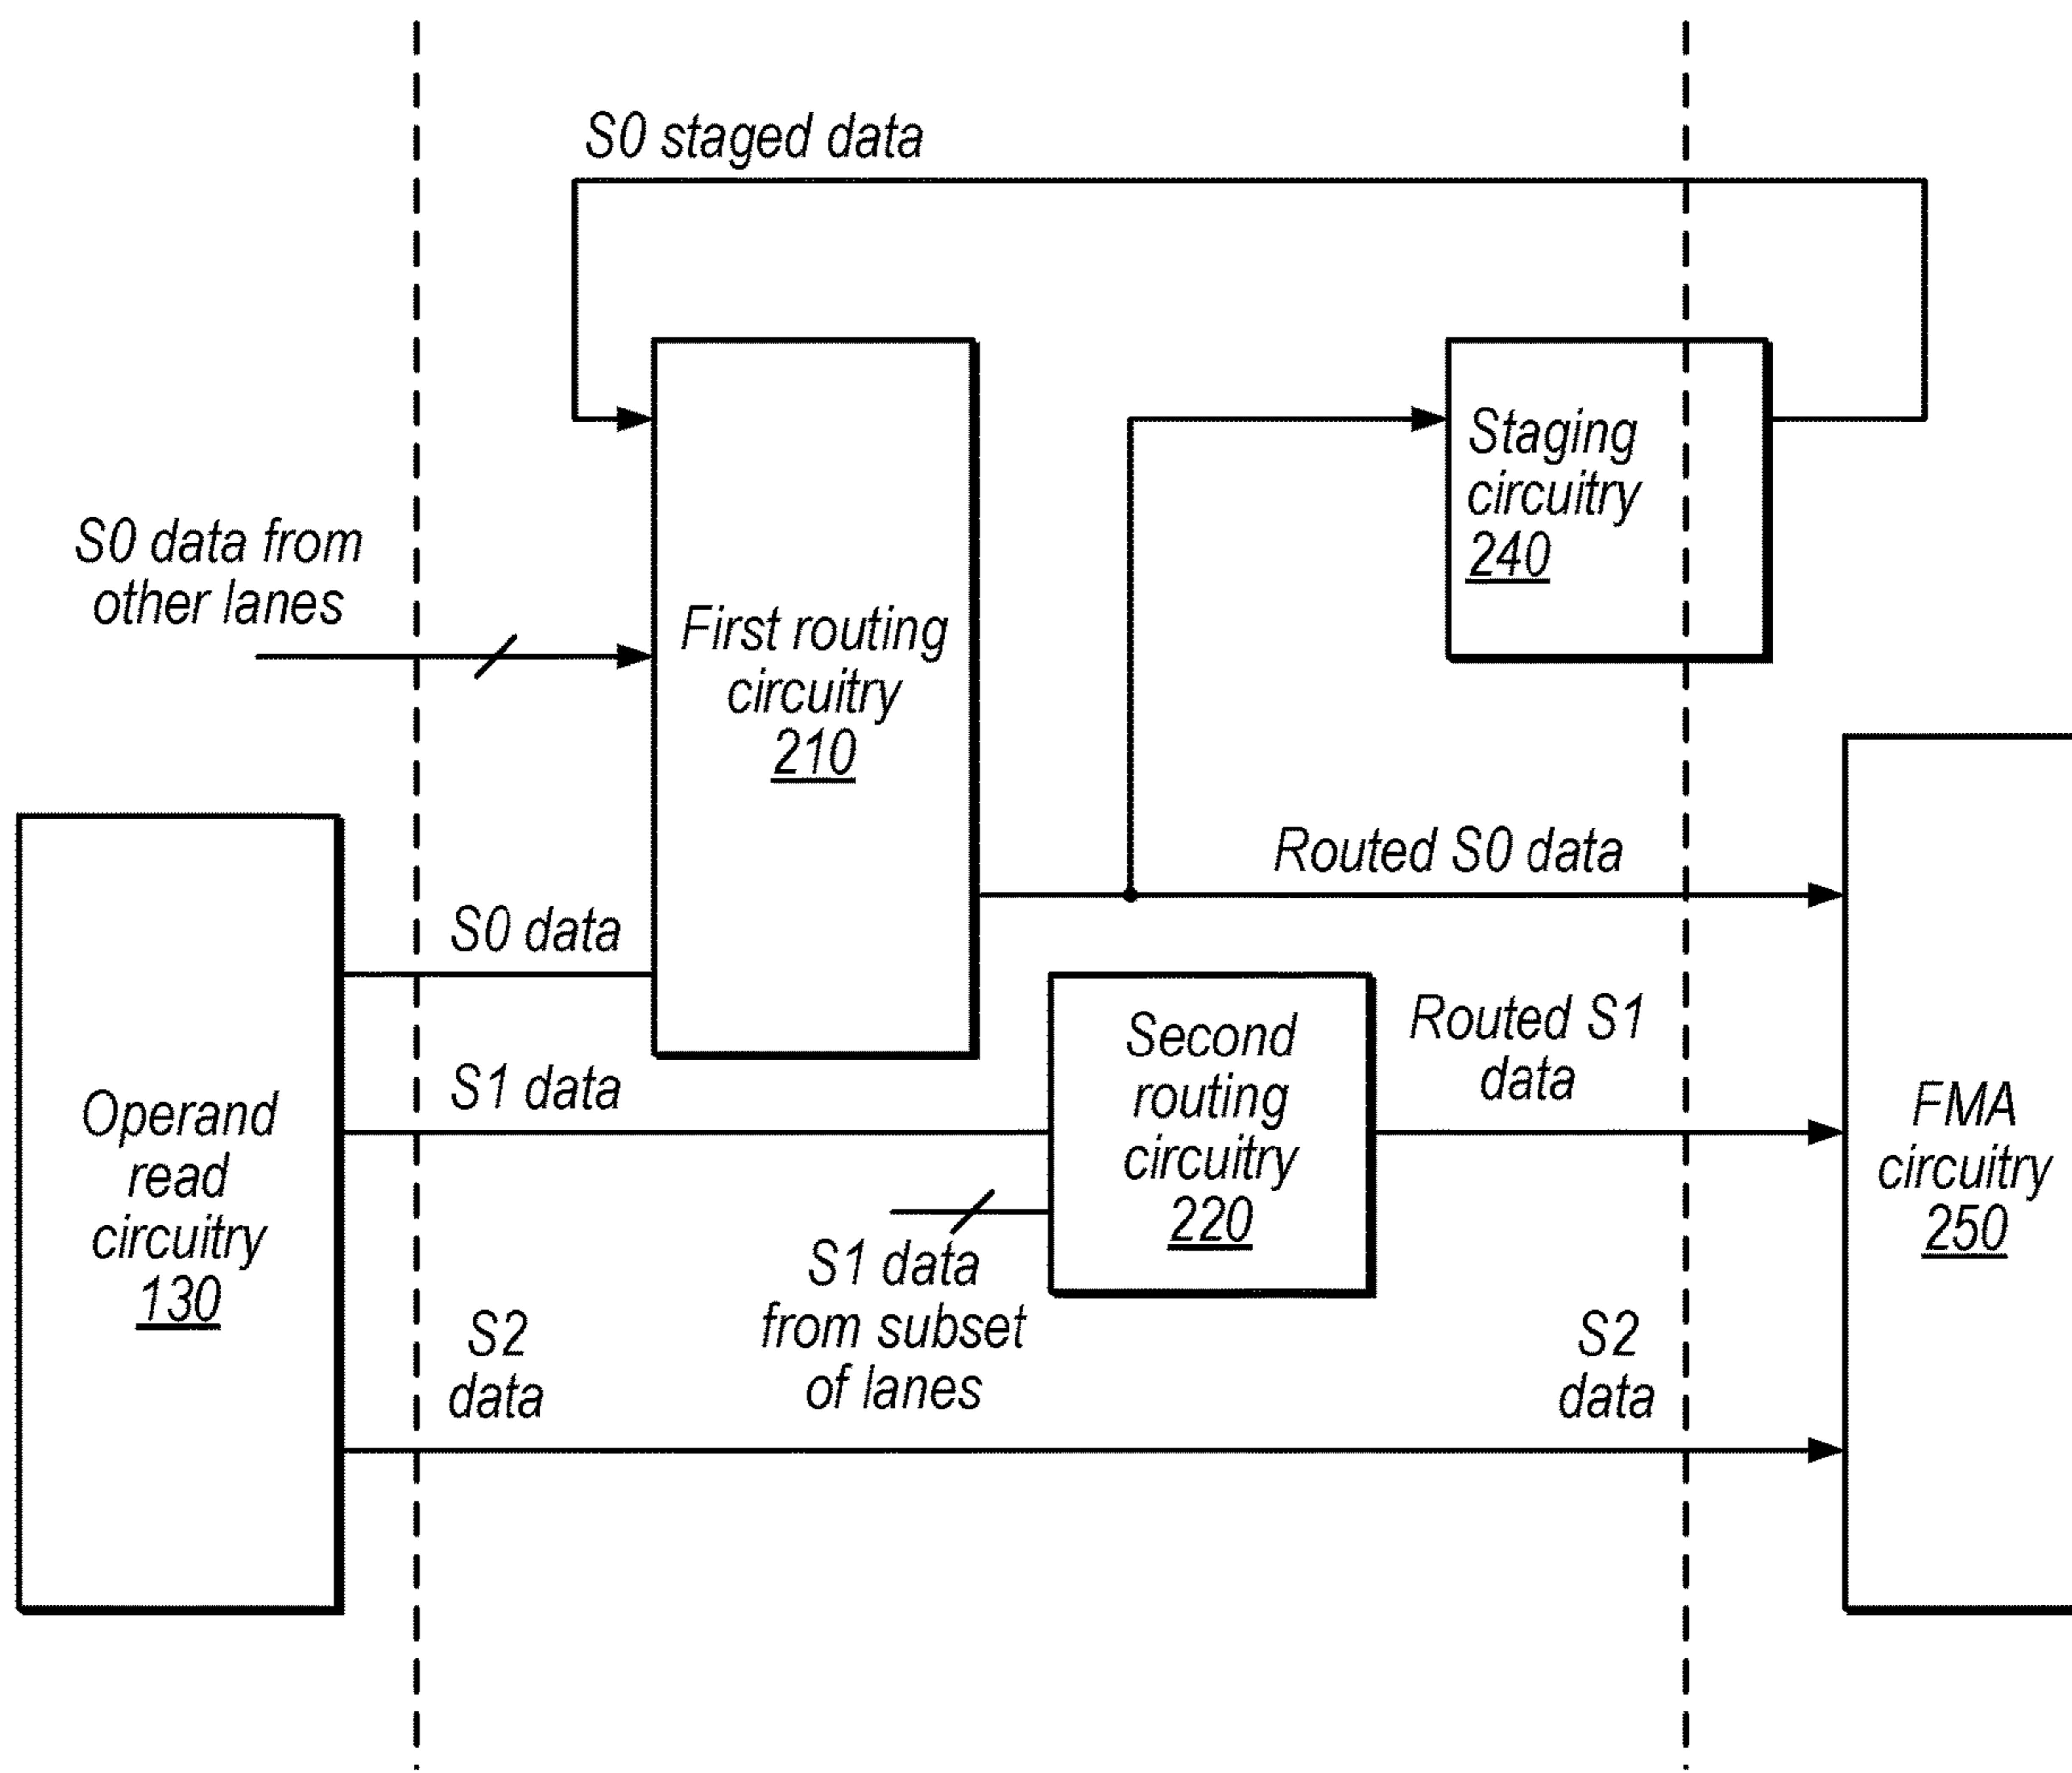 S0 staged data
S0 data from
other lanes
First routing
circuitry
210
Staging
circuitry
240
Routed S0 data
S0 data
S1 data
S2
data
Operand
read
circuitry
130
Second
routing
circuitry
220
S1 data
from subset
of lanes
Routed S1
data
S2
data
FMA
circuitry
250